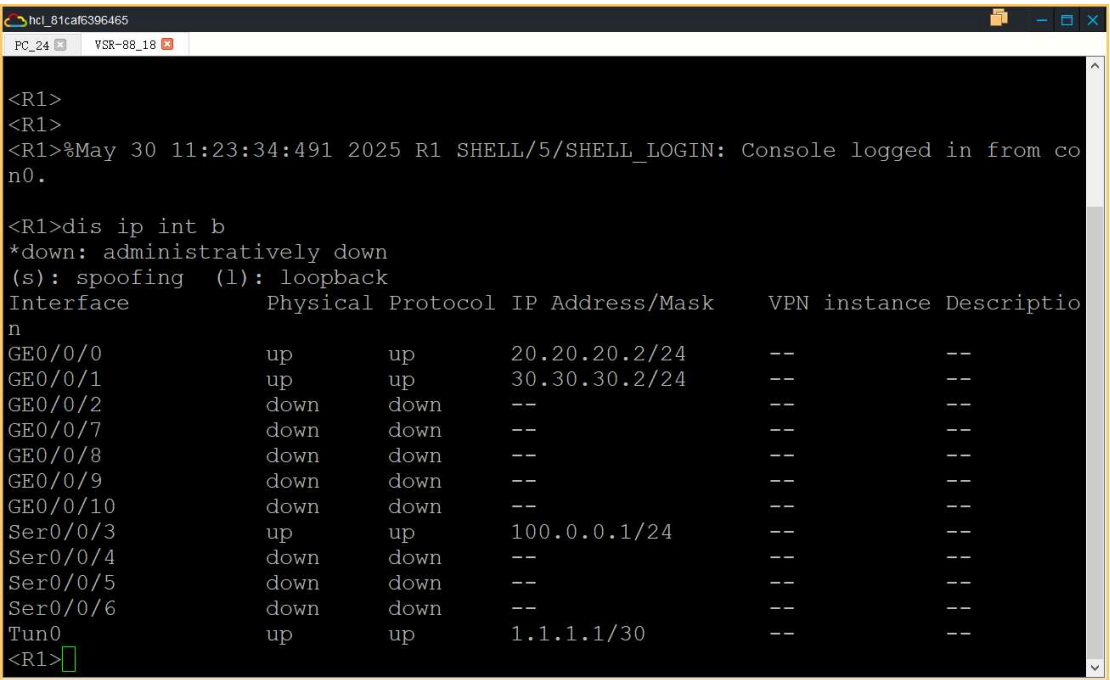 hcl_81caf6396465
PC_24 VSR-88_18
<R1>
<R1>
<R1>%May 30 11:23:34:491 2025 R1 SHELL/5/SHELL_LOGIN: Console logged in from co
n0.
<R1>dis ip int b
*down: administratively down
(s): spoofing  (l): loopback
Interface Physical Protocol IP Address/Mask VPN instance Descriptio
n
GE0/0/0 up up 20.20.20.2/24 -- --
GE0/0/1 up up 30.30.30.2/24 -- --
GE0/0/2 down down -- -- --
GE0/0/7 down down -- -- --
GE0/0/8 down down -- -- --
GE0/0/9 down down -- -- --
GE0/0/10 down down -- -- --
Ser0/0/3 up up 100.0.0.1/24 -- --
Ser0/0/4 down down -- -- --
Ser0/0/5 down down -- -- --
Ser0/0/6 down down -- -- --
Tun0 up up 1.1.1.1/30 -- --
<R1>